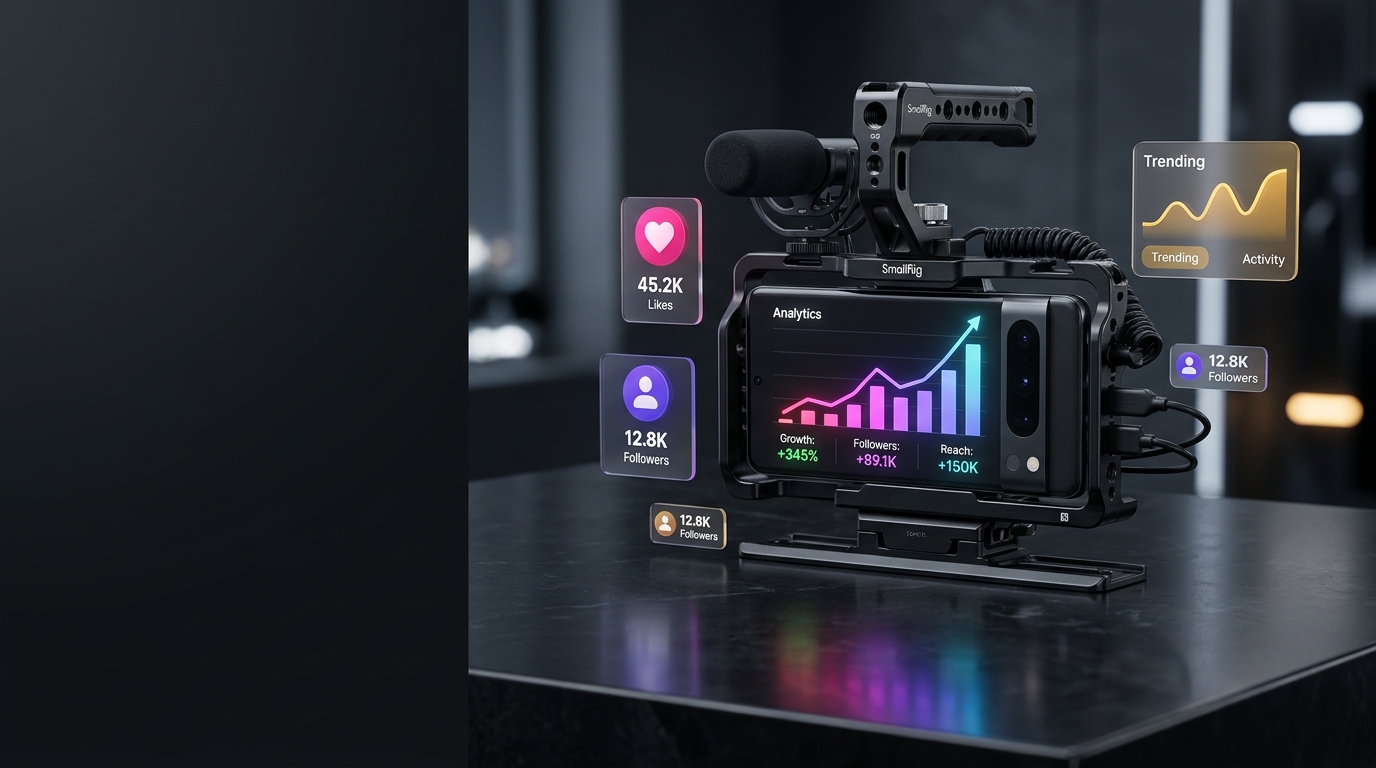 SmallRig
Trending
Trending
Activity
45.2K
Likes
SmallRig
Analytics
Growth:
+345%
Followers:
+89.1K
Reach:
+150K
12.8K
Followers
12.8K
Followers
12.8K
Followers